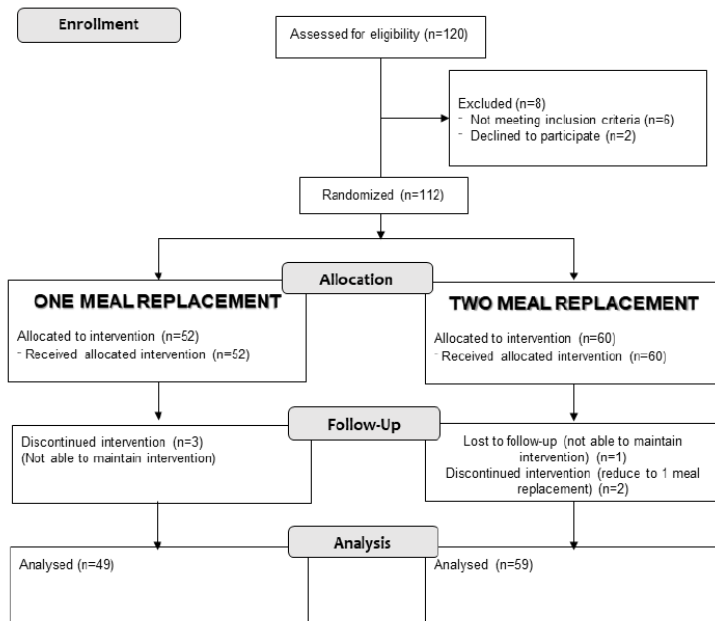 Enrollment
Assessed for eligibility (n=120)
Excluded (n=8)
- Not meeting inclusion criteria (n=6)
- Declined to participate (n=2)
Randomized (n=112)
Allocation
ONE MEAL REPLACEMENT
Allocated to intervention (n=52)
- Received allocated intervention (n=52)
TWO MEAL REPLACEMENT
Allocated to intervention (n=60)
- Received allocated intervention (n=60)
Follow-Up
Discontinued intervention (n=3)
(Not able to maintain intervention)
Lost to follow-up (not able to maintain
intervention) (n=1)
Discontinued intervention (reduce to 1 meal
replacement) (n=2)
Analysis
Analysed (n=49)
Analysed (n=59)